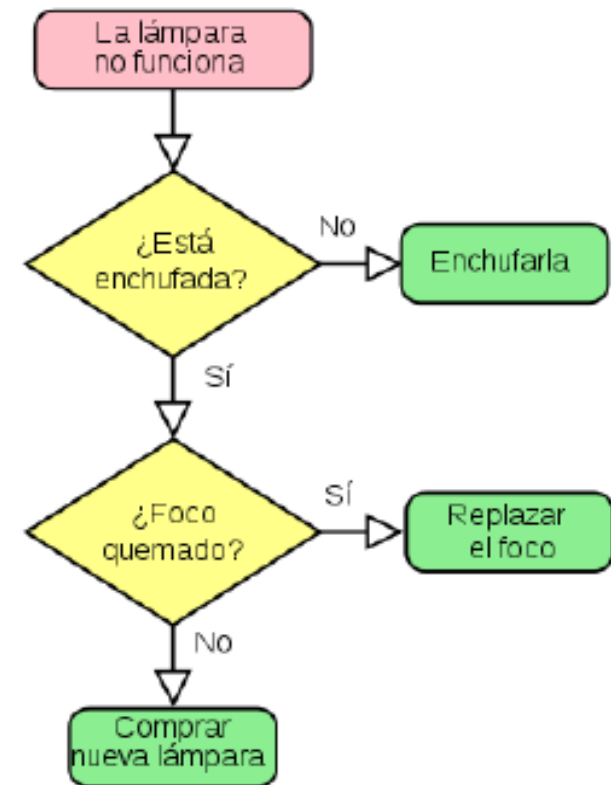 La lámpara
no funciona
¿Está
enchufada?
No
Enchufarla
Sí
¿Foco
quemado?
Sí
Replazar
el foco
No
Comprar
nueva lámpara